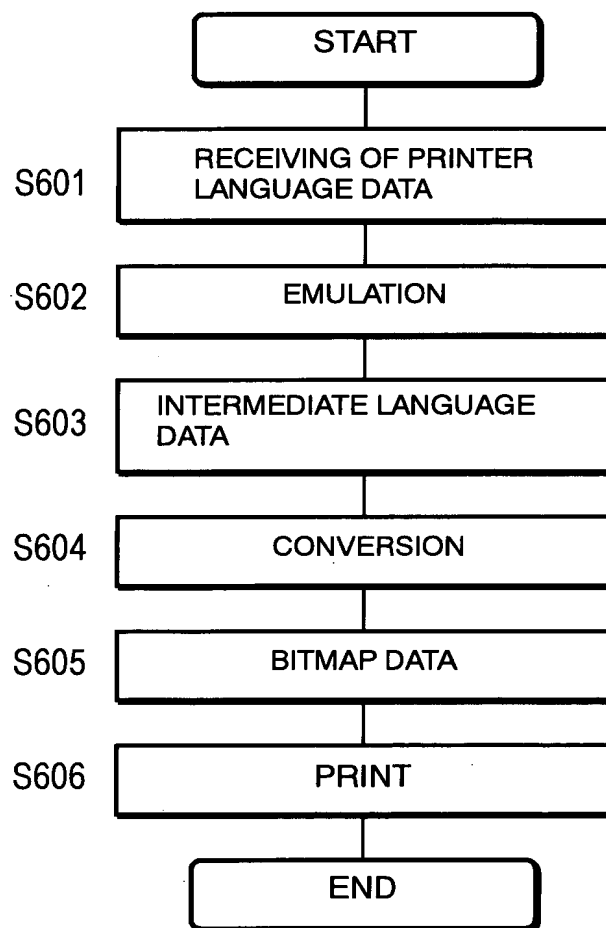 START
S601
RECEIVING OF PRINTER
LANGUAGE DATA
S602
EMULATION
S603
INTERMEDIATE LANGUAGE
DATA
S604
CONVERSION
S605
BITMAP DATA
S606
PRINT
END